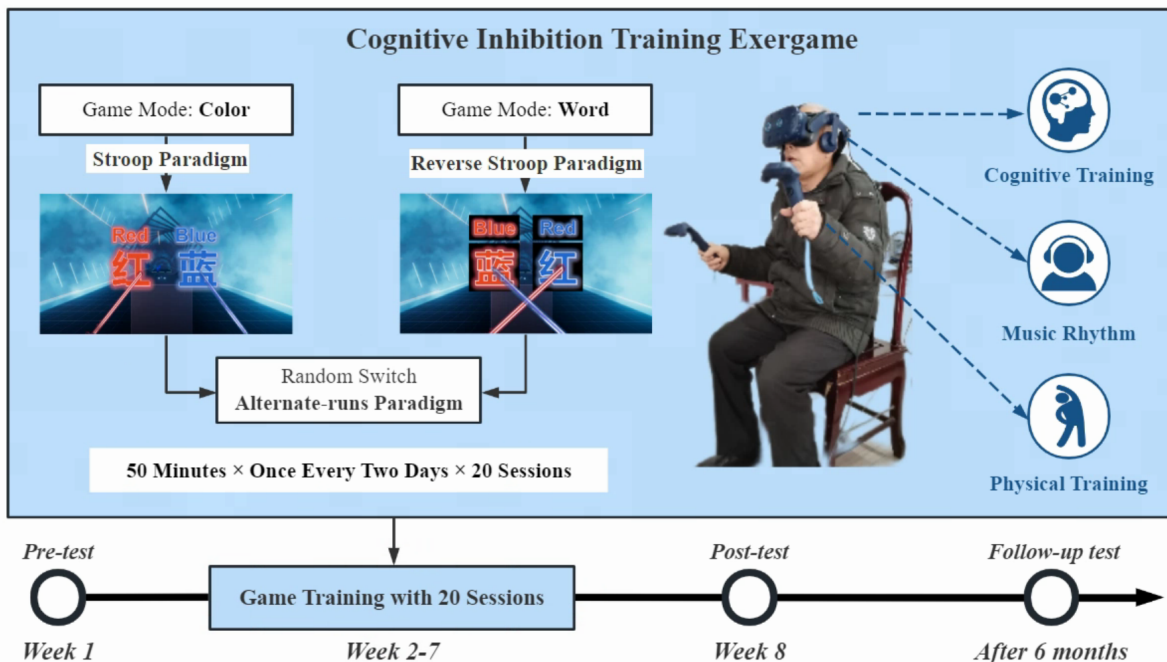 Cognitive Inhibition Training Exergame
Game Mode: Color
Stroop Paradigm
Red Blue
红 蓝
Game Mode: Word
Reverse Stroop Paradigm
Blue Red
蓝 红
Random Switch
Alternate-runs Paradigm
50 Minutes × Once Every Two Days × 20 Sessions
Cognitive Training
Music Rhythm
Physical Training
Pre-test
Week 1
Game Training with 20 Sessions
Week 2-7
Post-test
Week 8
Follow-up test
After 6 months